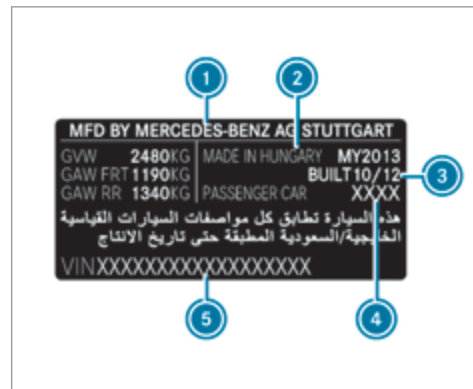 1
2
MFD BY MERCEDES-BENZ AG STUTTGART
GVW 2480KG MADE IN HUNGARY MY2013
GAW FRT 1190KG BUILT 10/12
3
GAW RR 1340KG PASSENGER CAR XXXX
هذه السيارة تطابق كل مواصفات السيارات القياسية
الخليجية/السعودية المطبقة حتى تاريخ الانتاج
VIN XXXXXXXXXXXXXXXXX
5
4